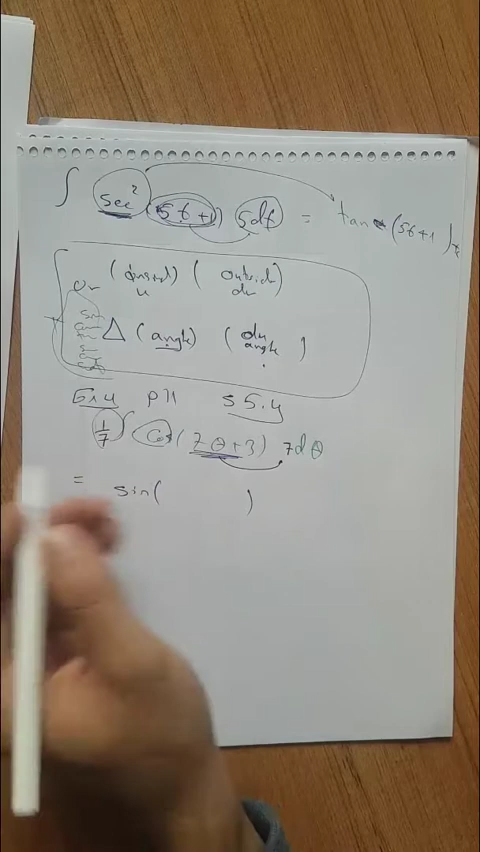 ∫ sec² (5t+1) 5dt = tan (5t+1)
or (inside) (outside)
u du
Δ (angle) (du angle)
Ex 4 P11 S5.4
1/7 ∫ Cos (7θ+3) 7dθ
= sin( )